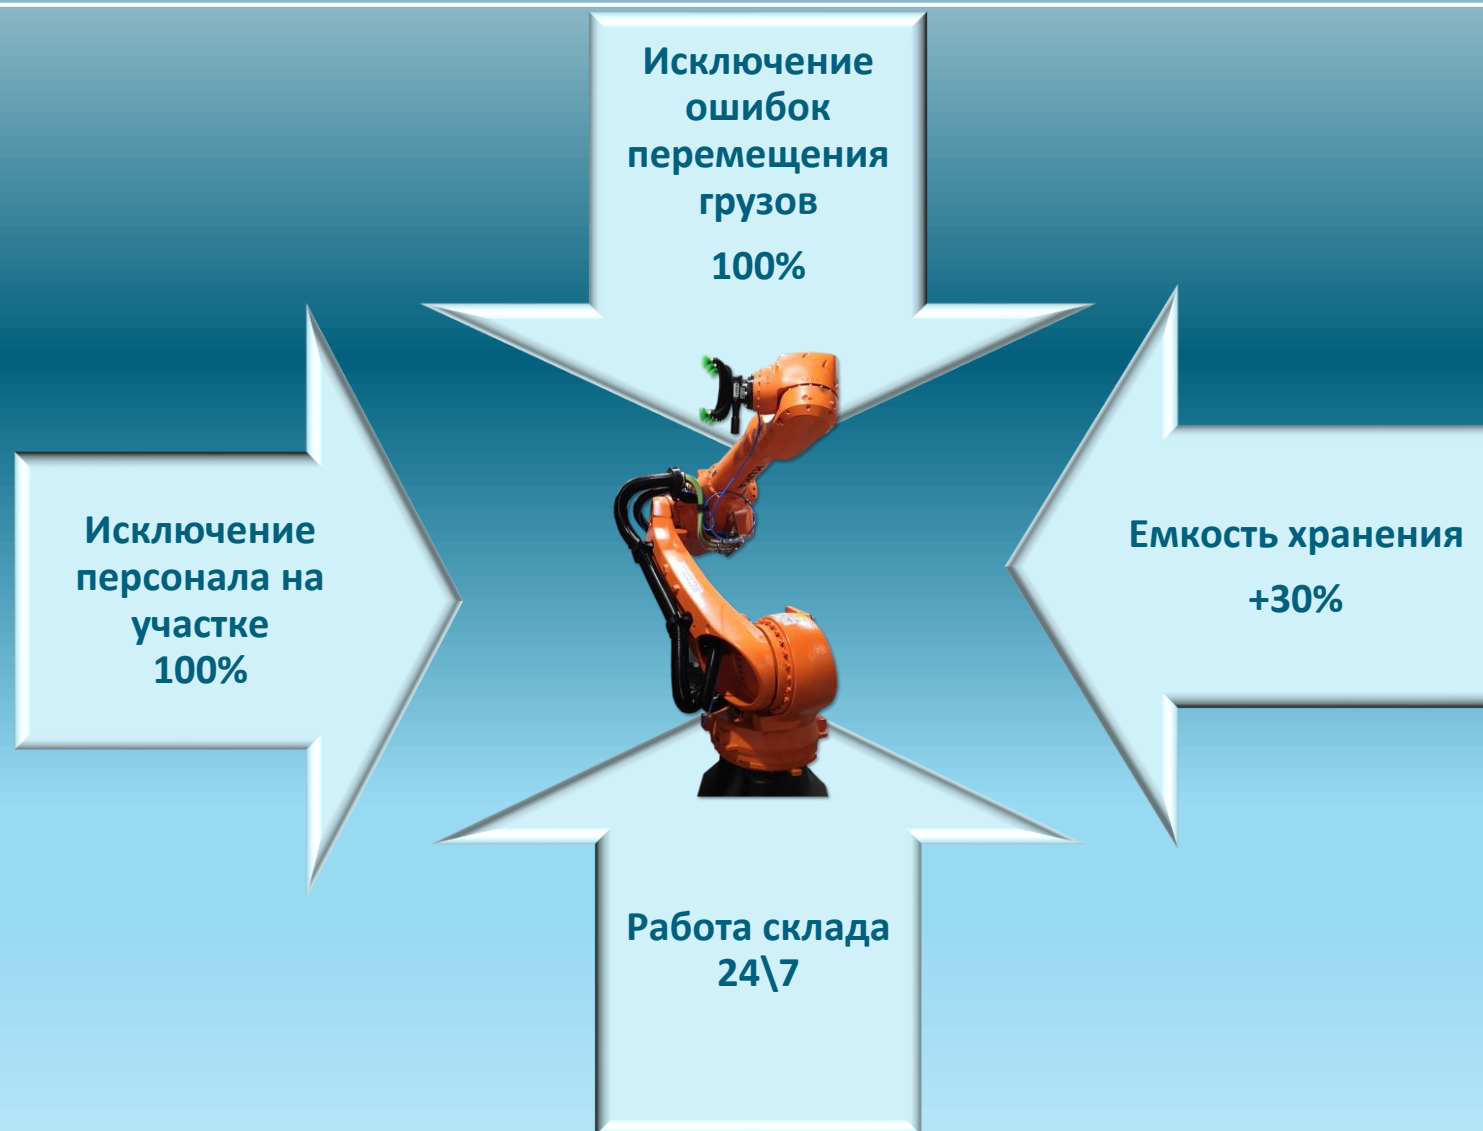 Исключение
ошибок
перемещения
грузов
100%
Исключение
персонала на
участке
100%
Емкость хранения
+30%
Работа склада
24\7